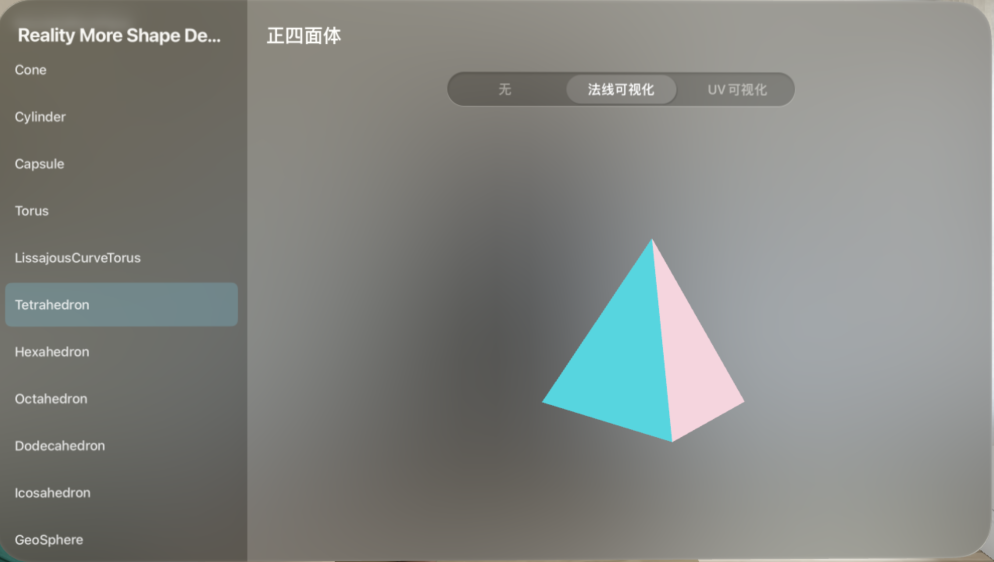 Reality More Shape De...
Cone
Cylinder
Capsule
Torus
LissajousCurveTorus
Tetrahedron
Hexahedron
Octahedron
Dodecahedron
Icosahedron
GeoSphere
正四面体
无 法线可视化 UV 可视化